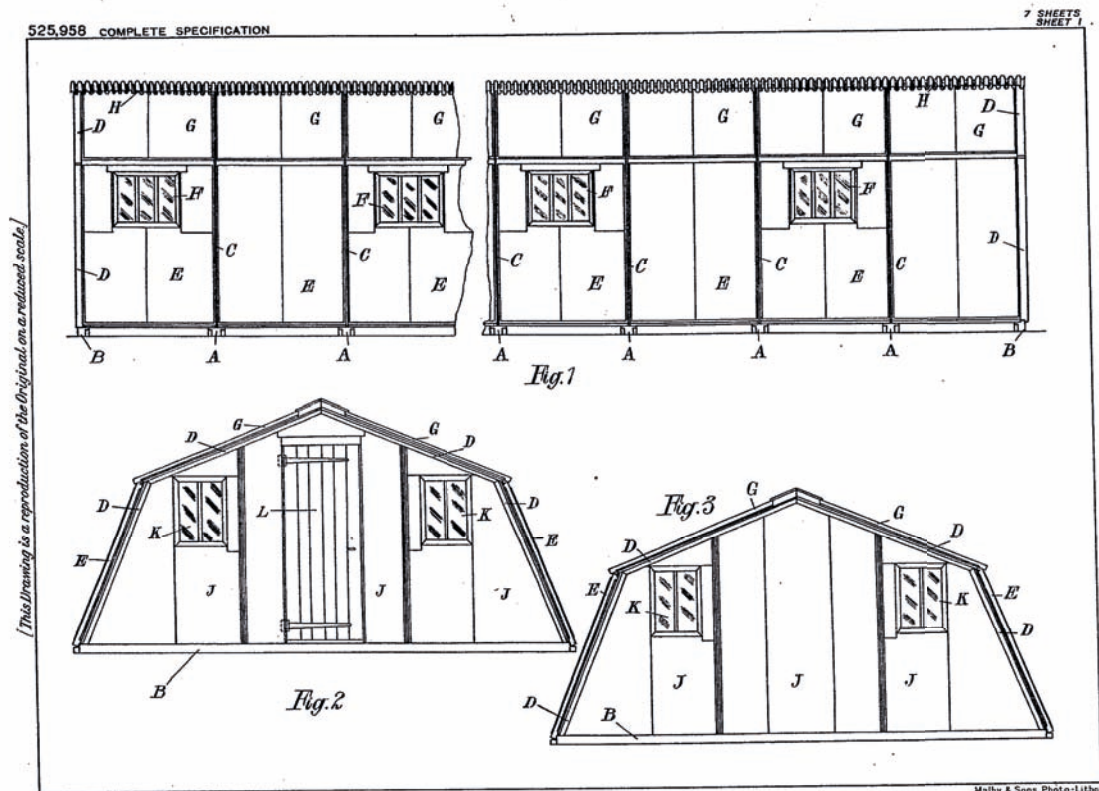 525,958 COMPLETE SPECIFICATION
7 SHEETS
SHEET 1
[This Drawing is a reproduction of the Original on a reduced scale.]
H D G G G G G G H D G
F F F F
D C C C C C C D
E E E E E E
B A A A A A A B
Fig.1
G G
D D
D K L K D
E E
J J J
B
Fig.2
Fig.3
G G
D D
E K K E
D
J J J
D B
Malby & Sons Photo-Litho